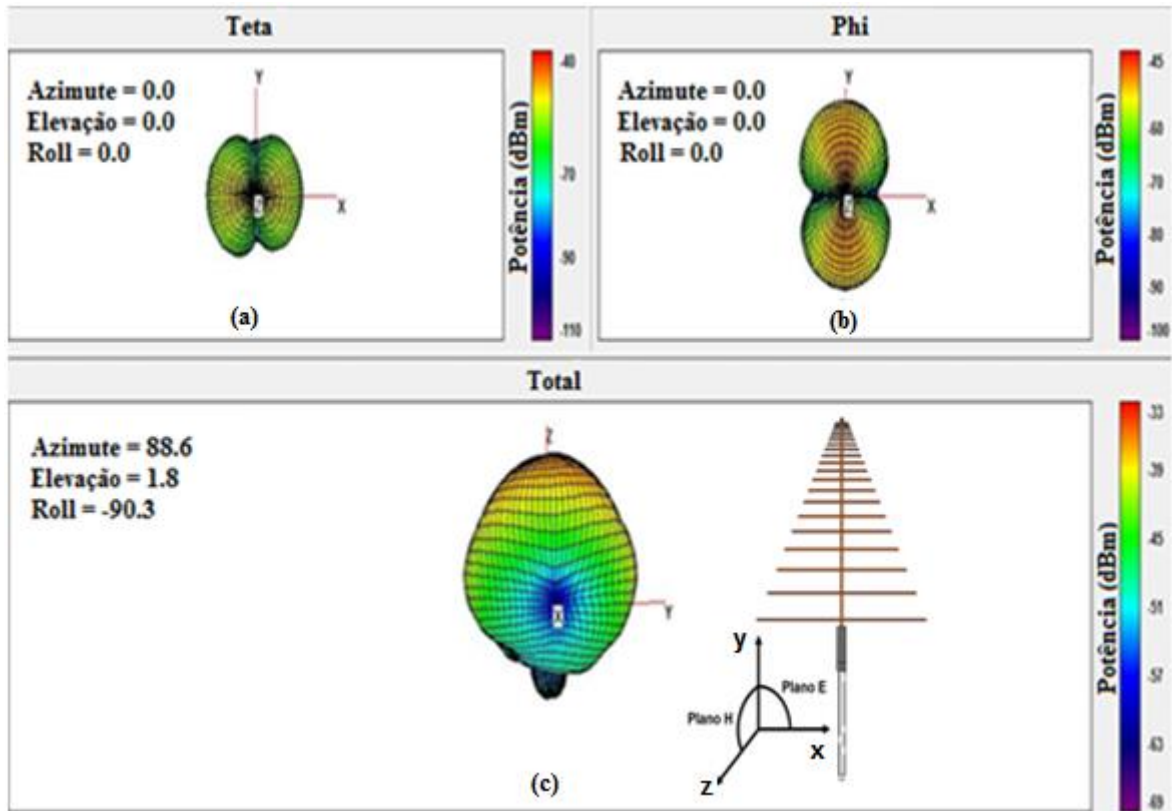 Teta
Azimute = 0.0
Elevação = 0.0
Roll = 0.0
Y
X
(a)
Potência (dBm)
-40
-70
-90
-110
Phi
Azimute = 0.0
Elevação = 0.0
Roll = 0.0
Y
X
(b)
Potência (dBm)
-45
-60
-70
-80
-90
-100
Total
Azimute = 88.6
Elevação = 1.8
Roll = -90.3
Z
X
Y
(c)
y
Plano E
Plano H
x
z
Potência (dBm)
-33
-39
-45
-51
-57
-63
-69